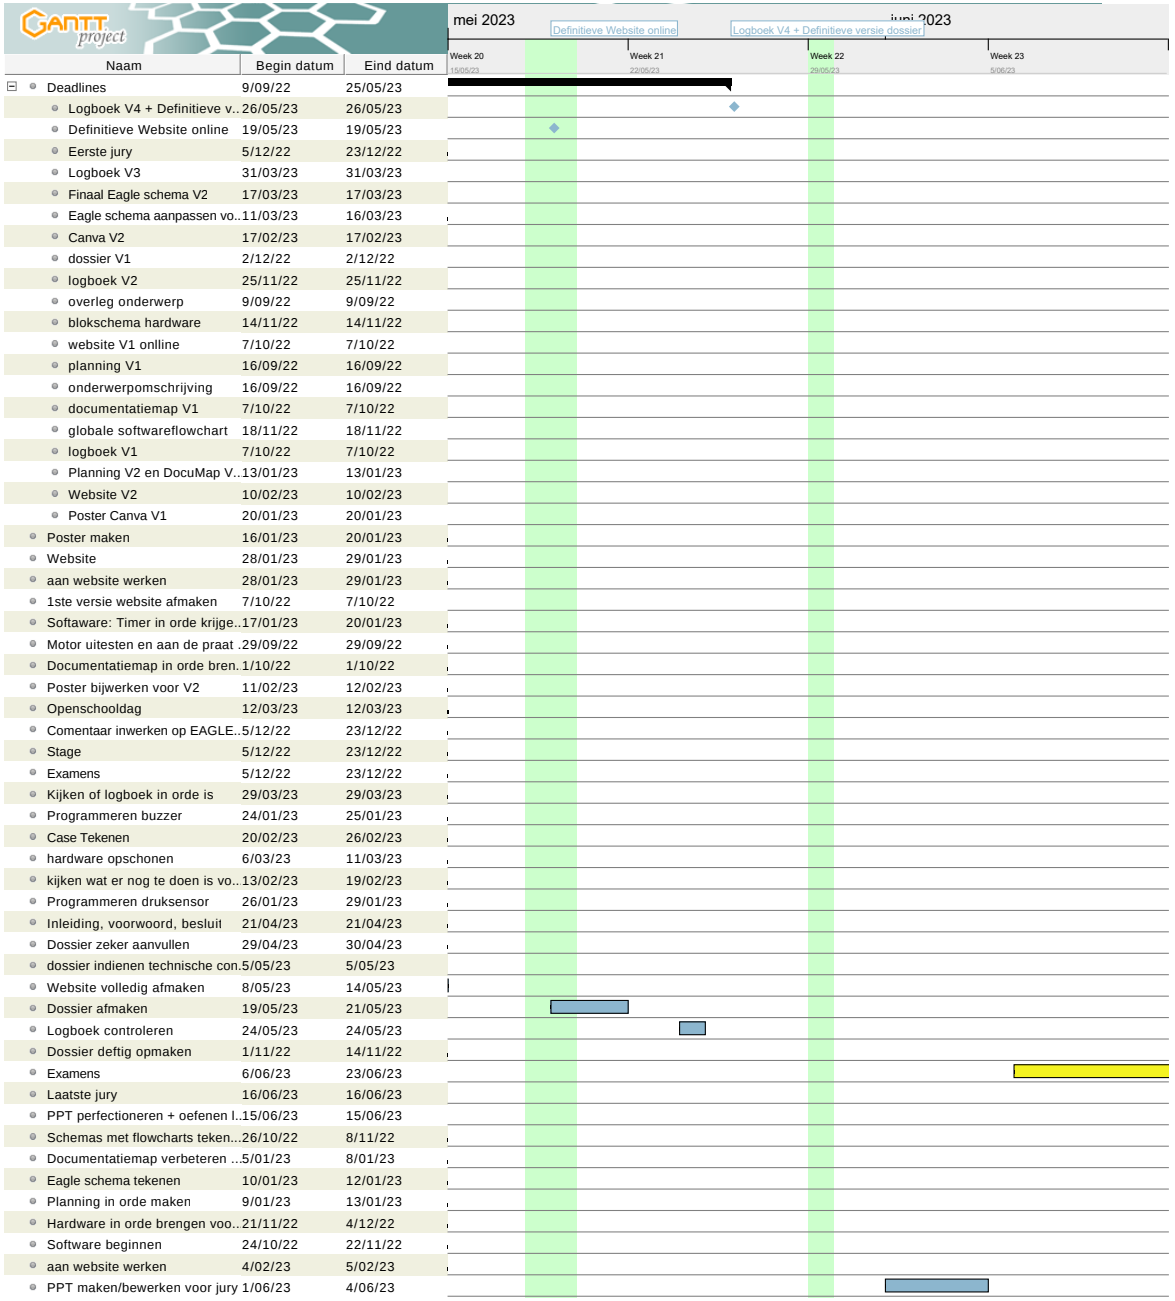 GANTT
project
mei 2023
juni 2023
Definitieve Website online
Logboek V4 + Definitieve versie dossier
Naam Begin datum Eind datum
Week 20 Week 21 Week 22 Week 23
15/05/23 22/05/23 29/05/23 5/06/23
Deadlines 9/09/22 25/05/23
Logboek V4 + Definitieve v.. 26/05/23 26/05/23
Definitieve Website online 19/05/23 19/05/23
Eerste jury 5/12/22 23/12/22
Logboek V3 31/03/23 31/03/23
Finaal Eagle schema V2 17/03/23 17/03/23
Eagle schema aanpassen vo.. 11/03/23 16/03/23
Canva V2 17/02/23 17/02/23
dossier V1 2/12/22 2/12/22
logboek V2 25/11/22 25/11/22
overleg onderwerp 9/09/22 9/09/22
blokschema hardware 14/11/22 14/11/22
website V1 onlline 7/10/22 7/10/22
planning V1 16/09/22 16/09/22
onderwerpomschrijving 16/09/22 16/09/22
documentatiemap V1 7/10/22 7/10/22
globale softwareflowchart 18/11/22 18/11/22
logboek V1 7/10/22 7/10/22
Planning V2 en DocuMap V.. 13/01/23 13/01/23
Website V2 10/02/23 10/02/23
Poster Canva V1 20/01/23 20/01/23
Poster maken 16/01/23 20/01/23
Website 28/01/23 29/01/23
aan website werken 28/01/23 29/01/23
1ste versie website afmaken 7/10/22 7/10/22
Softaware: Timer in orde krijge.. 17/01/23 20/01/23
Motor uitesten en aan de praat . 29/09/22 29/09/22
Documentatiemap in orde bren.. 1/10/22 1/10/22
Poster bijwerken voor V2 11/02/23 12/02/23
Openschooldag 12/03/23 12/03/23
Comentaar inwerken op EAGLE.. 5/12/22 23/12/22
Stage 5/12/22 23/12/22
Examens 5/12/22 23/12/22
Kijken of logboek in orde is 29/03/23 29/03/23
Programmeren buzzer 24/01/23 25/01/23
Case Tekenen 20/02/23 26/02/23
hardware opschonen 6/03/23 11/03/23
kijken wat er nog te doen is vo... 13/02/23 19/02/23
Programmeren druksensor 26/01/23 29/01/23
Inleiding, voorwoord, besluit 21/04/23 21/04/23
Dossier zeker aanvullen 29/04/23 30/04/23
dossier indienen technische con. 5/05/23 5/05/23
Website volledig afmaken 8/05/23 14/05/23
Dossier afmaken 19/05/23 21/05/23
Logboek controleren 24/05/23 24/05/23
Dossier deftig opmaken 1/11/22 14/11/22
Examens 6/06/23 23/06/23
Laatste jury 16/06/23 16/06/23
PPT perfectioneren + oefenen l.. 15/06/23 15/06/23
Schemas met flowcharts teken... 26/10/22 8/11/22
Documentatiemap verbeteren ... 5/01/23 8/01/23
Eagle schema tekenen 10/01/23 12/01/23
Planning in orde maken 9/01/23 13/01/23
Hardware in orde brengen voo... 21/11/22 4/12/22
Software beginnen 24/10/22 22/11/22
aan website werken 4/02/23 5/02/23
PPT maken/bewerken voor jury 1/06/23 4/06/23